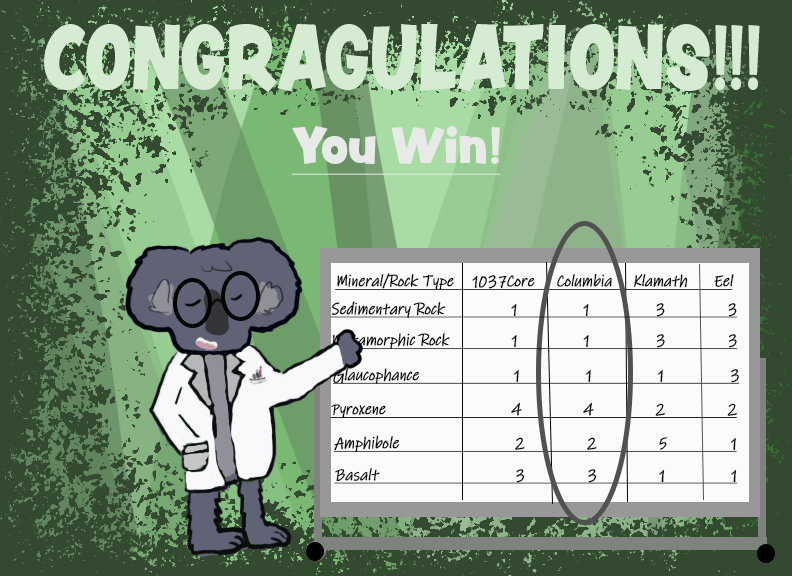 CONGRAGULATIONS!!!
You Win!
Mineral/Rock Type 1037Core Columbia Klamath Eel
Sedimentary Rock 1 1 3 3
Rock 1 1 3 3
Glaucophance 1 1 1 3
Pyroxene 4 4 2 2
Amphibole 2 2 5 1
Basalt 3 3 1 1